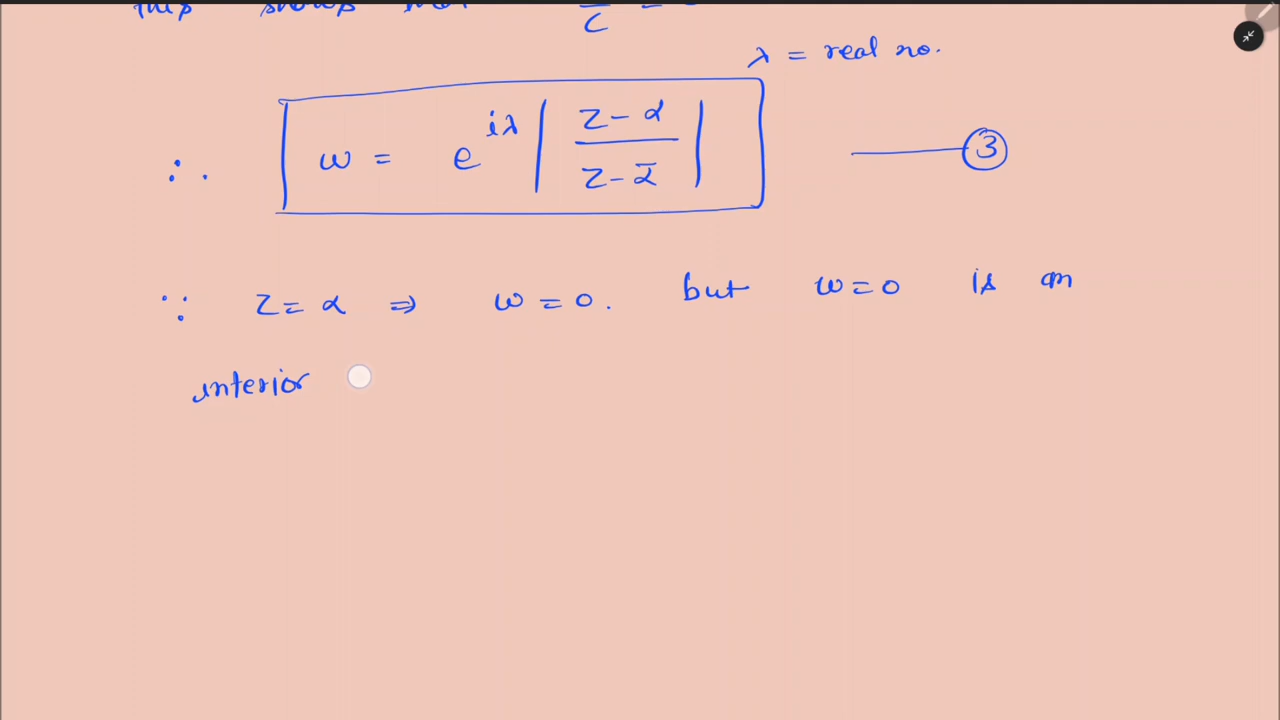 λ = real no.
∴ w = e^{iλ} | (z-α)/(z-ᾱ) | ——— ③
∵ z = α ⇒ w = 0. but w = 0 is an
interior